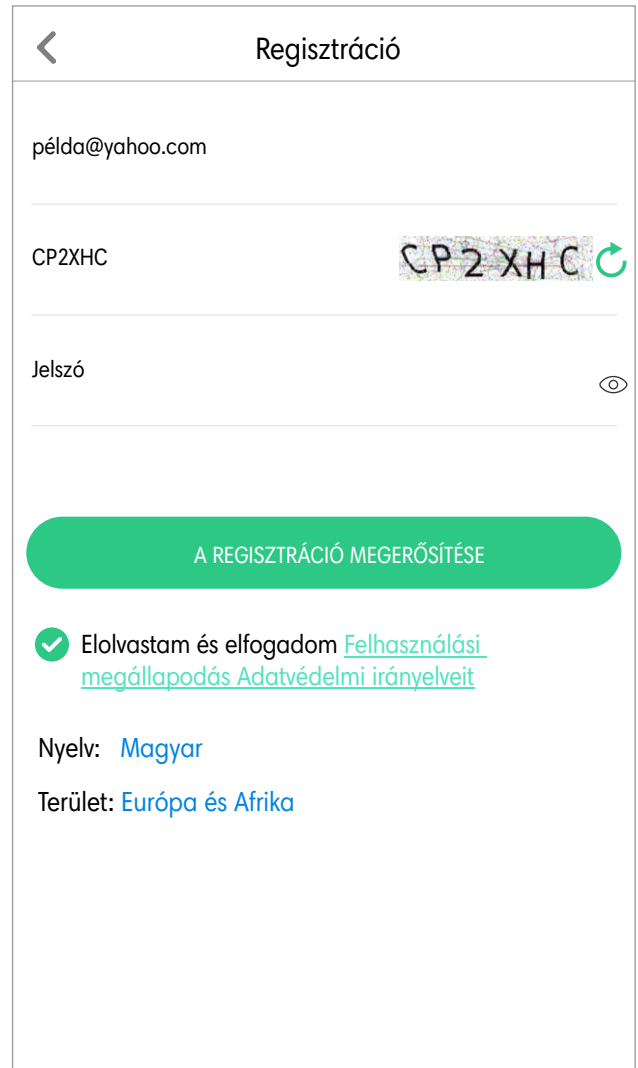 Regisztráció
példa@yahoo.com
CP2XHC CP2XHC
Jelszó
A REGISZTRÁCIÓ MEGERŐSÍTÉSE
Elolvastam és elfogadom Felhasználási
megállapodás Adatvédelmi irányelveit
Nyelv: Magyar
Terület: Európa és Afrika